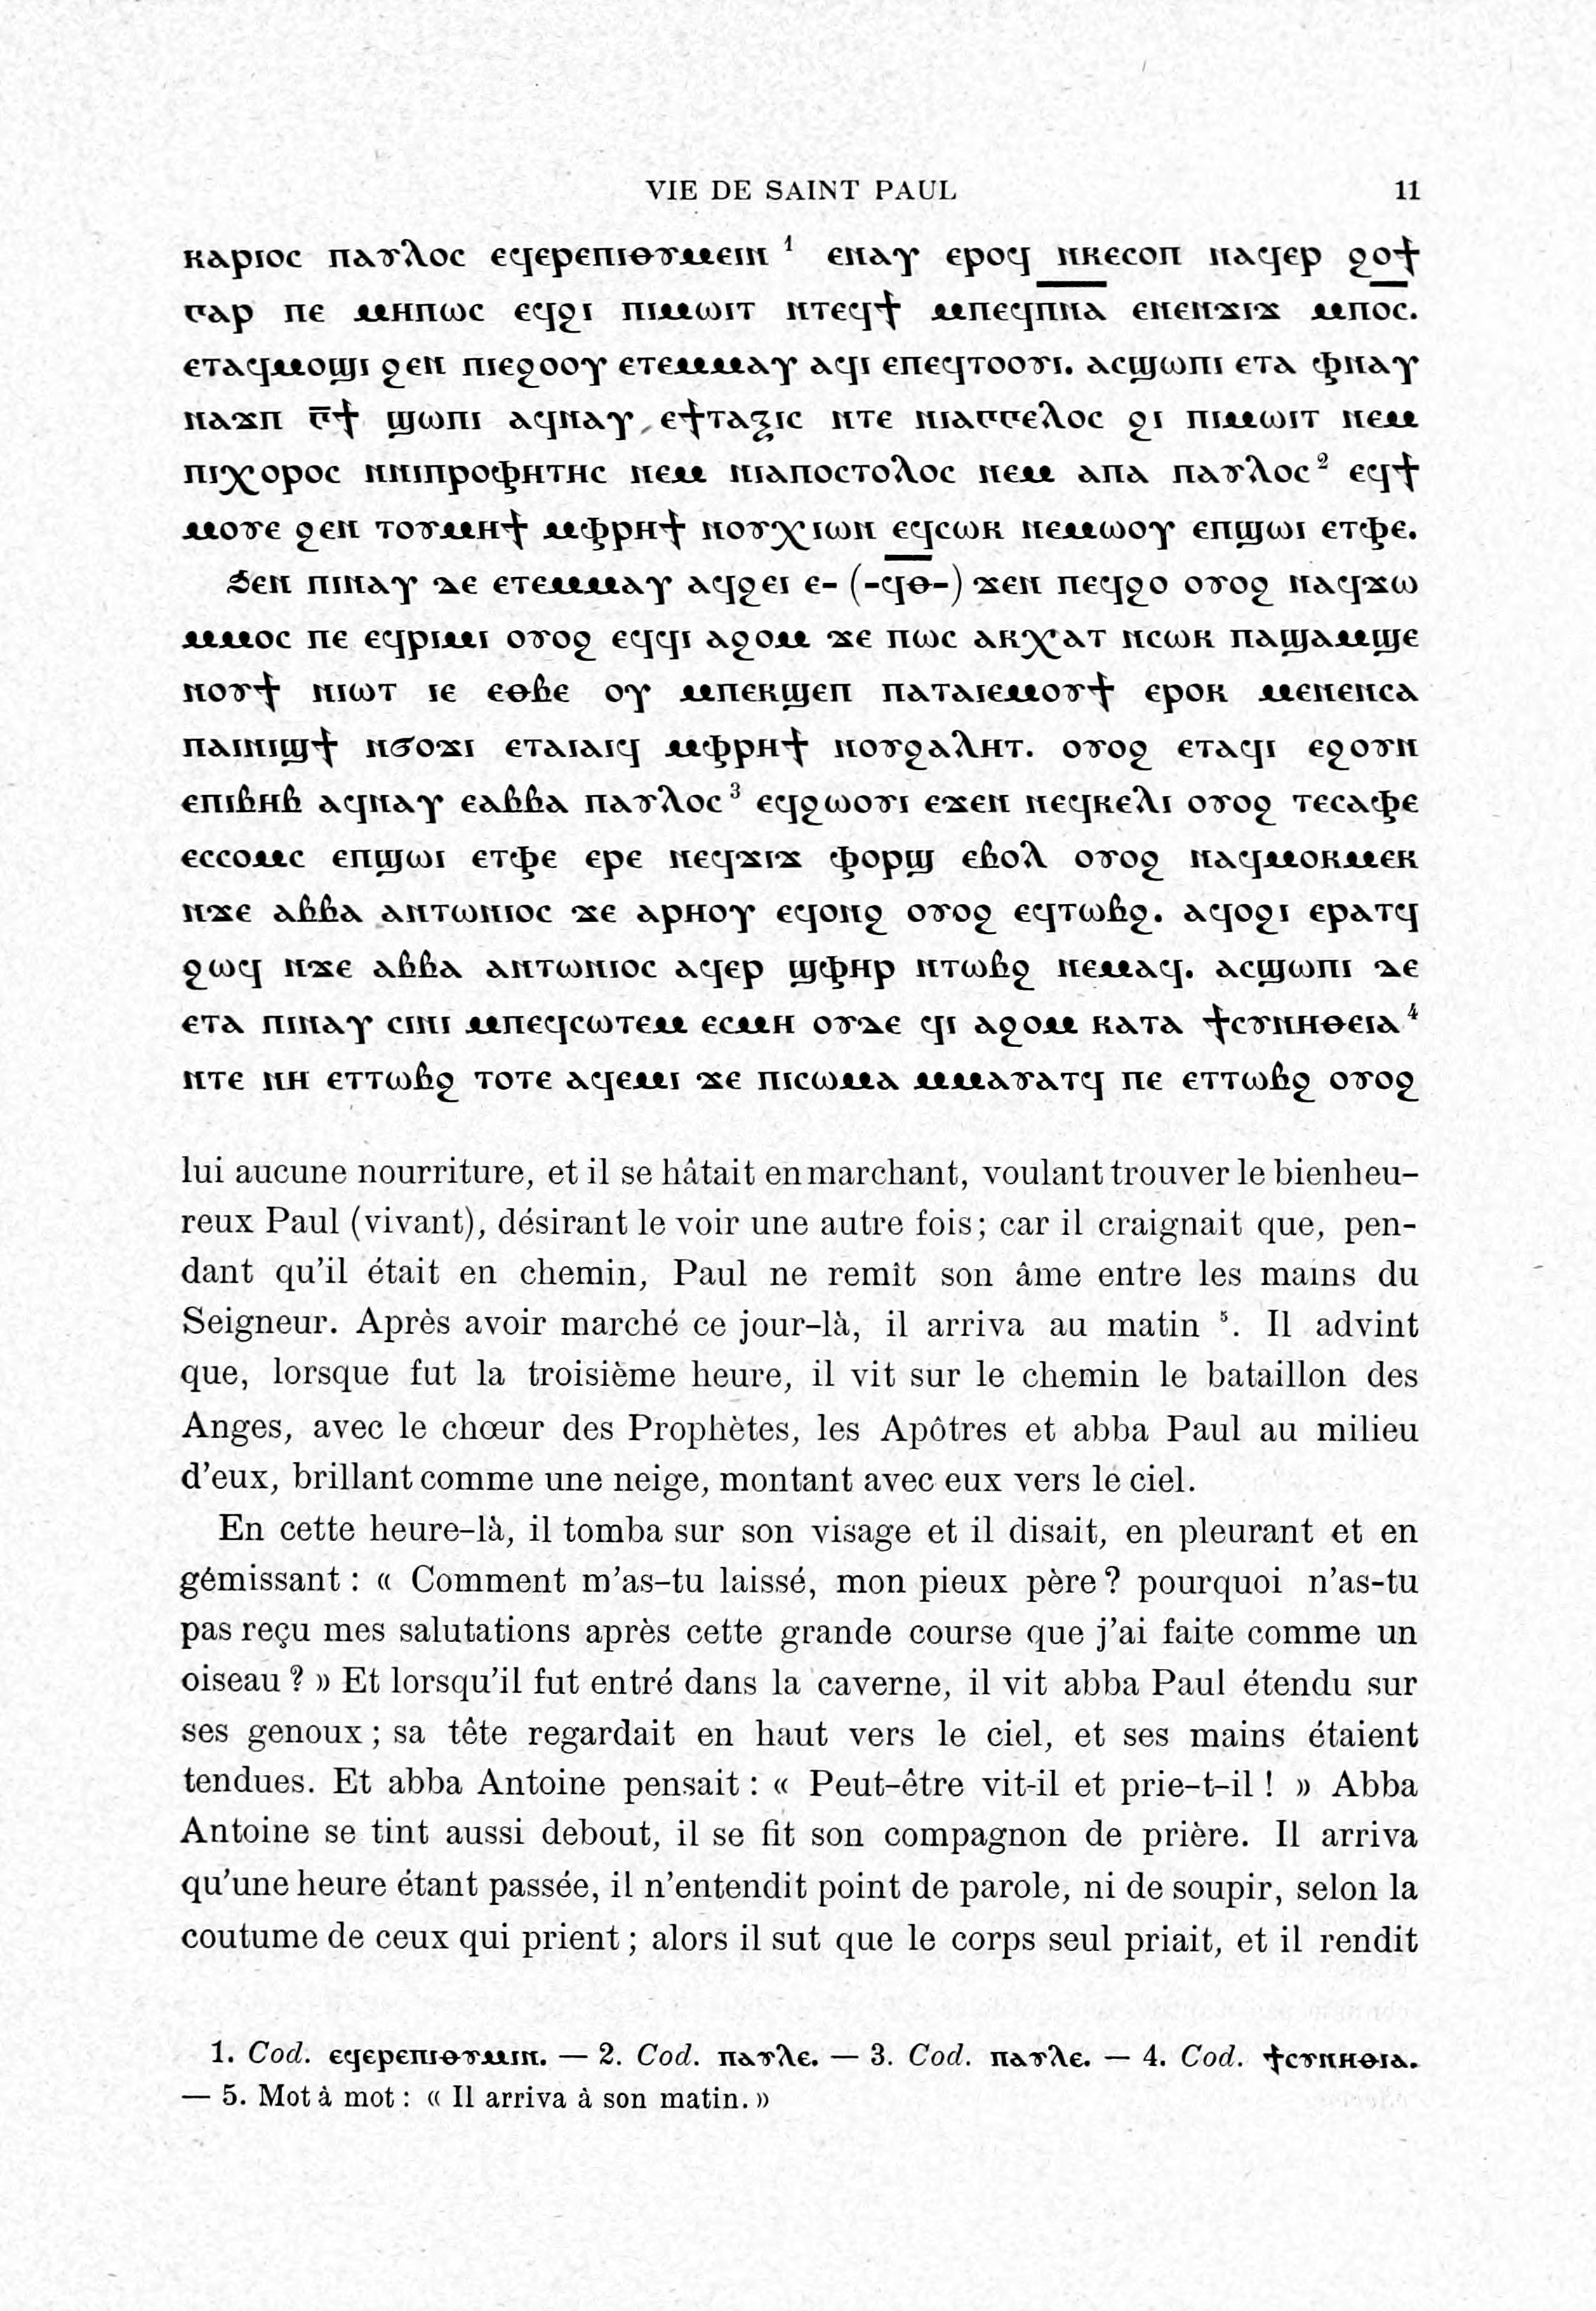 VIE DE SAINT PAUL 11
ⲕⲁⲣⲓⲟⲥ ⲡⲁⲩⲗⲟⲥ ⲉϥⲉⲣⲉⲡⲓⲑⲩⲙⲉⲓⲛ ¹ ⲉⲛⲁⲩ ⲉⲣⲟϥ ⲛⲕⲉⲥⲟⲡ ⲛⲁϥⲉⲣ ϩⲟϯ
ⲅⲁⲣ ⲡⲉ ⲙⲏⲡⲱⲥ ⲉϥϩⲓ ⲡⲓⲙⲱⲓⲧ ⲛⲧⲉϥϯ ⲙⲡⲉϥⲡ̅ⲛ̅ⲁ̅ ⲉⲛⲉⲛϫⲓϫ ⲙⲡⲟ̅ⲥ̅.
ⲉⲧⲁϥⲙⲟϣⲓ ϩⲉⲛ ⲡⲓⲉϩⲟⲟⲩ ⲉⲧⲉⲙⲙⲁⲩ ⲁϥⲓ ⲉⲡⲉϥⲧⲟⲟⲩⲓ. ⲁⲥϣⲱⲡⲓ ⲉⲧⲁ ⲫⲛⲁⲩ
ⲛⲁϫⲡ ⲅ̅ϯ ϣⲱⲡⲓ ⲁϥⲛⲁⲩ ⲉϯⲧⲁⲝⲓⲥ ⲛⲧⲉ ⲛⲓⲁⲅⲅⲉⲗⲟⲥ ϩⲓ ⲡⲓⲙⲱⲓⲧ ⲛⲉⲙ
ⲡⲓⲭⲟⲣⲟⲥ ⲛⲛⲓⲡⲣⲟⲫⲏⲧⲏⲥ ⲛⲉⲙ ⲛⲓⲁⲡⲟⲥⲧⲟⲗⲟⲥ ⲛⲉⲙ ⲁⲡⲁ ⲡⲁⲩⲗⲟⲥ ² ⲉϥϯ
ⲙⲟⲩⲉ ϩⲉⲛ ⲧⲟⲩⲙⲏϯ ⲙⲫⲣⲏϯ ⲛⲟⲩⲭⲓⲱⲛ ⲉϥⲥⲱⲕ ⲛⲉⲙⲱⲟⲩ ⲉⲡϣⲱⲓ ⲉⲧⲫⲉ.
Ϧⲉⲛ ⲡⲓⲛⲁⲩ ⲇⲉ ⲉⲧⲉⲙⲙⲁⲩ ⲁϥϩⲉⲓ ⲉ- (-ϥ̅ⲑ̅-) ϫⲉⲛ ⲡⲉϥϩⲟ ⲟⲩⲟϩ ⲛⲁϥϫⲱ
ⲙⲙⲟⲥ ⲡⲉ ⲉϥⲣⲓⲙⲓ ⲟⲩⲟϩ ⲉϥϥⲓ ⲁϩⲟⲙ ϫⲉ ⲡⲱⲥ ⲁⲕⲭⲁⲧ ⲛⲥⲱⲕ ⲡⲁϣⲁⲙϣⲉ
ⲛⲟⲩϯ ⲛⲓⲱⲧ ⲓⲉ ⲉⲑⲃⲉ ⲟⲩ ⲙⲡⲉⲕϣⲉⲡ ⲡⲁⲧⲁⲓⲉⲙⲟⲩϯ ⲉⲣⲟⲕ ⲙⲉⲛⲉⲛⲥⲁ
ⲡⲁⲓⲛⲓϣϯ ⲛϭⲟϫⲓ ⲉⲧⲁⲓⲁⲓϥ ⲙⲫⲣⲏϯ ⲛⲟⲩϩⲁⲗⲏⲧ. ⲟⲩⲟϩ ⲉⲧⲁϥⲓ ⲉϩⲟⲩⲛ
ⲉⲡⲓⲃⲏⲃ ⲁϥⲛⲁⲩ ⲉⲁⲃⲃⲁ ⲡⲁⲩⲗⲟⲥ ³ ⲉϥϩⲱⲟⲩⲓ ⲉϫⲉⲛ ⲛⲉϥⲕⲉⲗⲓ ⲟⲩⲟϩ ⲧⲉⲥⲁⲫⲉ
ⲉⲥⲥⲟⲙⲥ ⲉⲡϣⲱⲓ ⲉⲧⲫⲉ ⲉⲣⲉ ⲛⲉϥϫⲓϫ ⲫⲟⲣϣ ⲉⲃⲟⲗ ⲟⲩⲟϩ ⲛⲁϥⲙⲟⲕⲙⲉⲕ
ⲛϫⲉ ⲁⲃⲃⲁ ⲁⲛⲧⲱⲛⲓⲟⲥ ϫⲉ ⲁⲣⲏⲟⲩ ⲉϥⲟⲛϩ ⲟⲩⲟϩ ⲉϥⲧⲱⲃϩ. ⲁϥⲟϩⲓ ⲉⲣⲁⲧϥ
ϩⲱϥ ⲛϫⲉ ⲁⲃⲃⲁ ⲁⲛⲧⲱⲛⲓⲟⲥ ⲁϥⲉⲣ ϣⲫⲏⲣ ⲛⲧⲱⲃϩ ⲛⲉⲙⲁϥ. ⲁⲥϣⲱⲡⲓ ⲇⲉ
ⲉⲧⲁ ⲡⲓⲛⲁⲩ ⲥⲓⲛⲓ ⲙⲡⲉϥⲥⲱⲧⲉⲙ ⲉⲥⲙⲏ ⲟⲩⲇⲉ ϥⲓ ⲁϩⲟⲙ ⲕⲁⲧⲁ ϯⲥⲩⲛⲏⲑⲉⲓⲁ ⁴
ⲛⲧⲉ ⲛⲏ ⲉⲧⲧⲱⲃϩ ⲧⲟⲧⲉ ⲁϥⲉⲙⲓ ϫⲉ ⲡⲓⲥⲱⲙⲁ ⲙⲙⲁⲩⲁⲧϥ ⲡⲉ ⲉⲧⲧⲱⲃϩ ⲟⲩⲟϩ
lui aucune nourriture, et il se hâtait en marchant, voulant trouver le bienheu-
reux Paul (vivant), désirant le voir une autre fois; car il craignait que, pen-
dant qu'il était en chemin, Paul ne remît son âme entre les mains du
Seigneur. Après avoir marché ce jour-là, il arriva au matin ⁵. Il advint
que, lorsque fut la troisième heure, il vit sur le chemin le bataillon des
Anges, avec le chœur des Prophètes, les Apôtres et abba Paul au milieu
d'eux, brillant comme une neige, montant avec eux vers le ciel.
En cette heure-là, il tomba sur son visage et il disait, en pleurant et en
gémissant : « Comment m'as-tu laissé, mon pieux père ? pourquoi n'as-tu
pas reçu mes salutations après cette grande course que j'ai faite comme un
oiseau ? » Et lorsqu'il fut entré dans la caverne, il vit abba Paul étendu sur
ses genoux ; sa tête regardait en haut vers le ciel, et ses mains étaient
tendues. Et abba Antoine pensait : « Peut-être vit-il et prie-t-il ! » Abba
Antoine se tint aussi debout, il se fit son compagnon de prière. Il arriva
qu'une heure étant passée, il n'entendit point de parole, ni de soupir, selon la
coutume de ceux qui prient ; alors il sut que le corps seul priait, et il rendit
1. Cod. ⲉϥⲉⲣⲉⲡⲓⲑⲩⲙⲓⲛ. — 2. Cod. ⲡⲁⲩⲗⲉ. — 3. Cod. ⲡⲁⲩⲗⲉ. — 4. Cod. ϯⲥⲩⲛⲏⲑⲓⲁ.
— 5. Mot à mot : « Il arriva à son matin. »